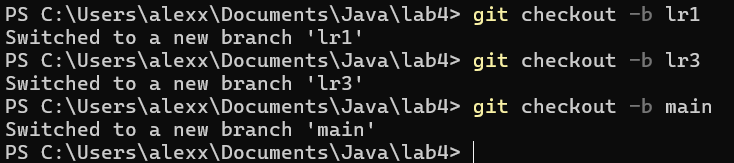 PS C:\Users\alexx\Documents\Java\lab4> git checkout -b lr1
Switched to a new branch 'lr1'
PS C:\Users\alexx\Documents\Java\lab4> git checkout -b lr3
Switched to a new branch 'lr3'
PS C:\Users\alexx\Documents\Java\lab4> git checkout -b main
Switched to a new branch 'main'
PS C:\Users\alexx\Documents\Java\lab4>